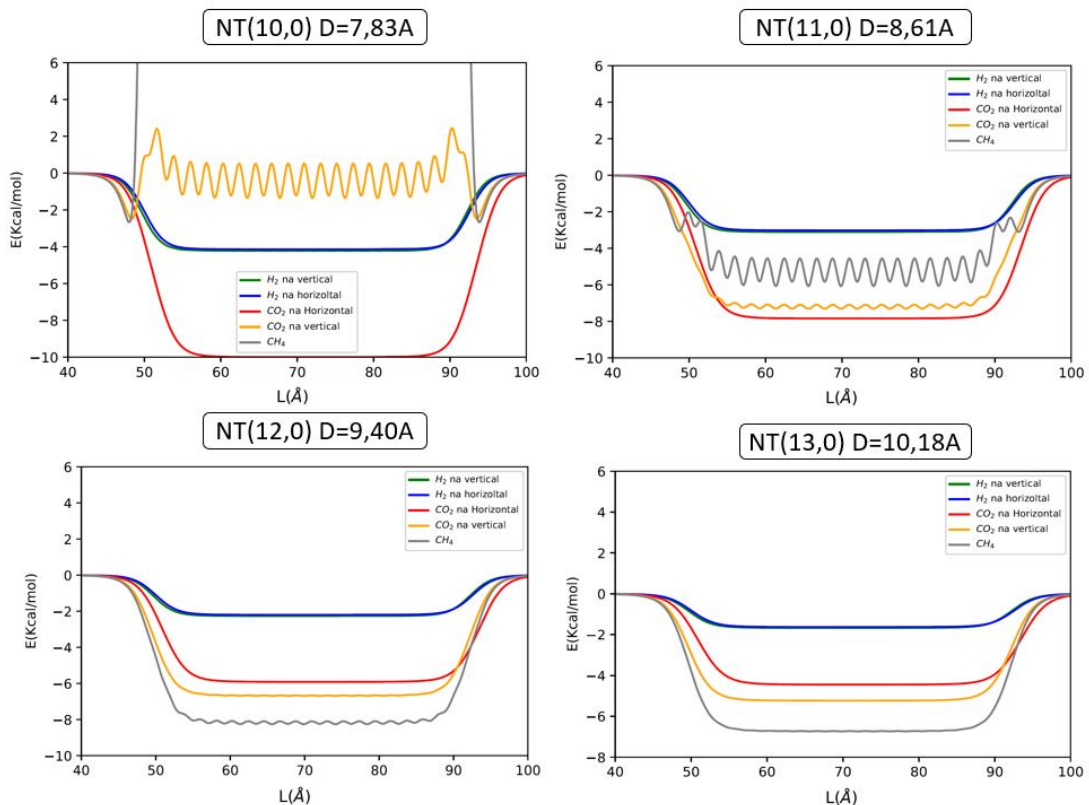 NT(10,0) D=7,83A
E(Kcal/mol)
6
4
2
0
−2
−4
−6
−8
−10
H₂ na vertical
H₂ na horizoltal
CO₂ na Horizontal
CO₂ na vertical
CH₄
40 50 60 70 80 90 100
L(Å)
NT(11,0) D=8,61A
E(Kcal/mol)
6
4
2
0
−2
−4
−6
−8
−10
H₂ na vertical
H₂ na horizoltal
CO₂ na Horizontal
CO₂ na vertical
CH₄
40 50 60 70 80 90 100
L(Å)
NT(12,0) D=9,40A
E(Kcal/mol)
6
4
2
0
−2
−4
−6
−8
−10
H₂ na vertical
H₂ na horizoltal
CO₂ na Horizontal
CO₂ na vertical
CH₄
40 50 60 70 80 90 100
L(Å)
NT(13,0) D=10,18A
E(Kcal/mol)
6
4
2
0
−2
−4
−6
−8
H₂ na vertical
H₂ na horizoltal
CO₂ na Horizontal
CO₂ na vertical
CH₄
40 50 60 70 80 90 100
L(Å)